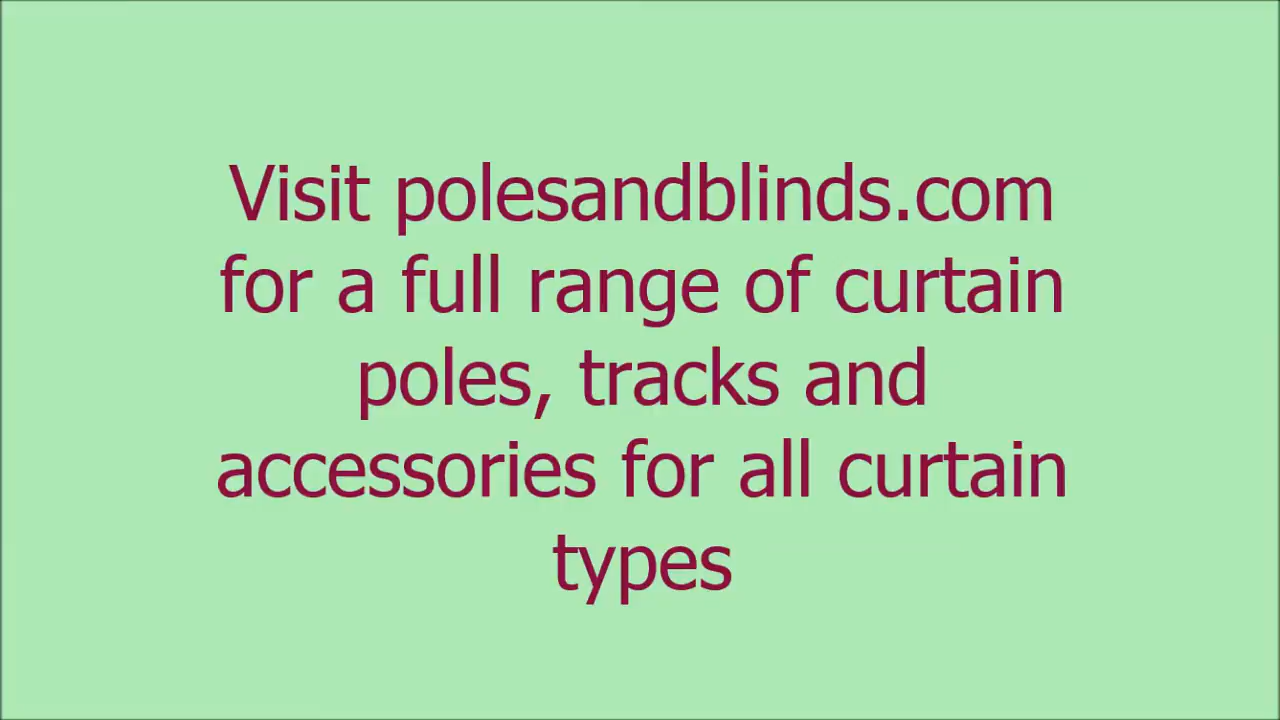 Visit polesandblinds.com
for a full range of curtain
poles, tracks and
accessories for all curtain
types